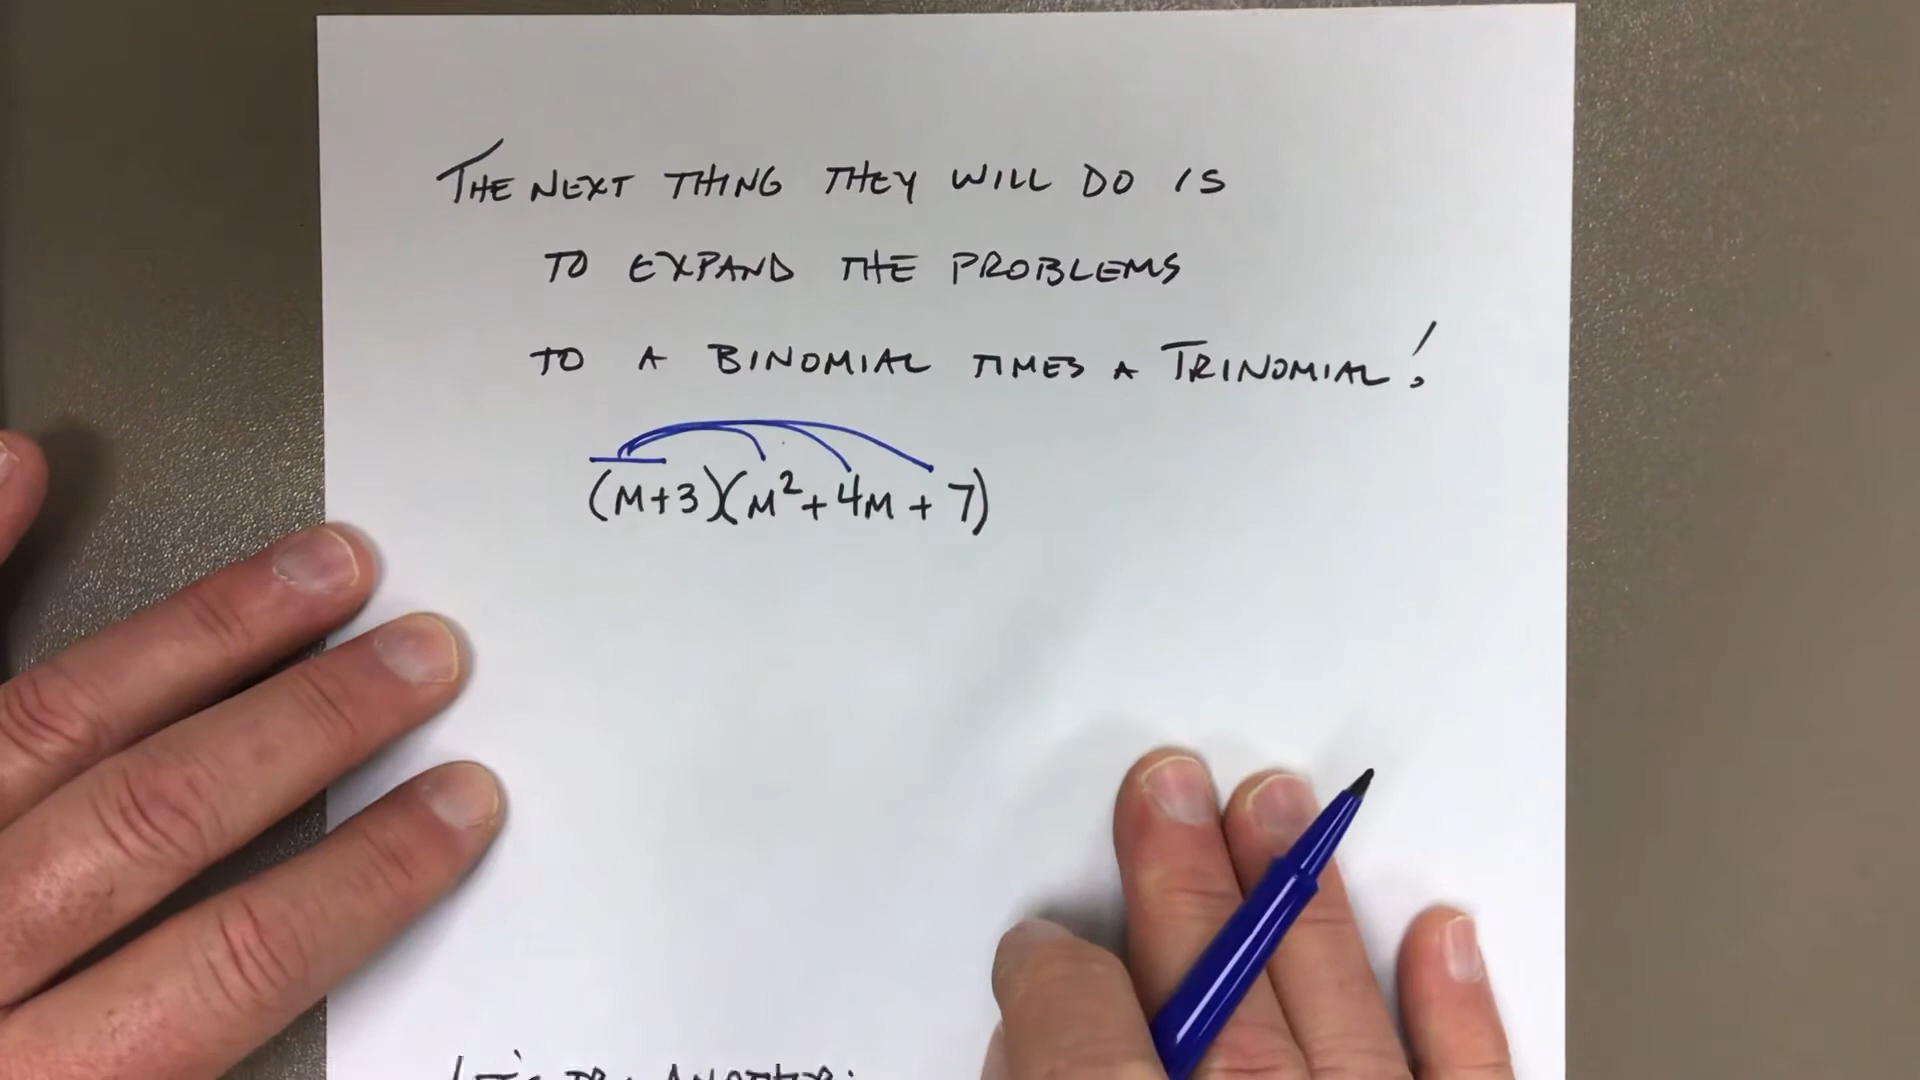 THE NEXT THING THEY WILL DO IS
TO EXPAND THE PROBLEMS
TO A BINOMIAL TIMES A TRINOMIAL!
(M+3)(M²+4M+7)